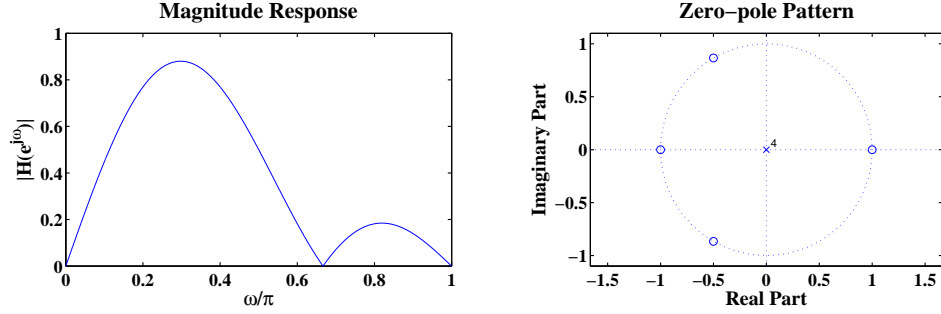 Magnitude Response
|H(e^jω)|
1
0.8
0.6
0.4
0.2
0
0 0.2 0.4 0.6 0.8 1
ω/π
Zero−pole Pattern
Imaginary Part
1
0.5
0
−0.5
−1
4
−1.5 −1 −0.5 0 0.5 1 1.5
Real Part